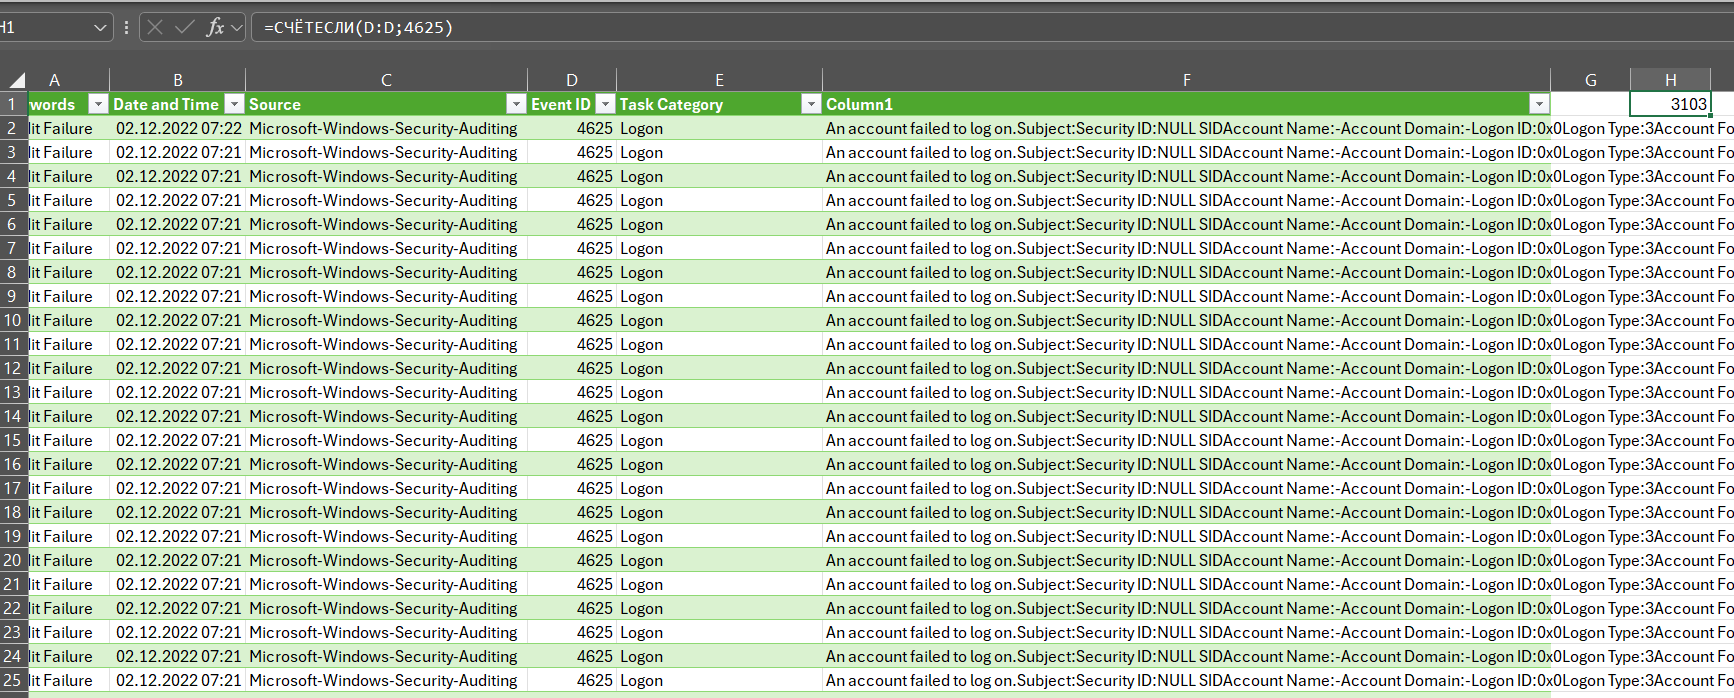 H1 fx =СЧЁТЕСЛИ(D:D;4625)
A B C D E F G H
1 words Date and Time Source Event ID Task Category Column1 3103
2 lit Failure 02.12.2022 07:22 Microsoft-Windows-Security-Auditing 4625 Logon An account failed to log on.Subject:Security ID:NULL SIDAccount Name:-Account Domain:-Logon ID:0x0Logon Type:3Account Fo
3 lit Failure 02.12.2022 07:21 Microsoft-Windows-Security-Auditing 4625 Logon An account failed to log on.Subject:Security ID:NULL SIDAccount Name:-Account Domain:-Logon ID:0x0Logon Type:3Account Fo
4 lit Failure 02.12.2022 07:21 Microsoft-Windows-Security-Auditing 4625 Logon An account failed to log on.Subject:Security ID:NULL SIDAccount Name:-Account Domain:-Logon ID:0x0Logon Type:3Account Fo
5 lit Failure 02.12.2022 07:21 Microsoft-Windows-Security-Auditing 4625 Logon An account failed to log on.Subject:Security ID:NULL SIDAccount Name:-Account Domain:-Logon ID:0x0Logon Type:3Account Fo
6 lit Failure 02.12.2022 07:21 Microsoft-Windows-Security-Auditing 4625 Logon An account failed to log on.Subject:Security ID:NULL SIDAccount Name:-Account Domain:-Logon ID:0x0Logon Type:3Account Fo
7 lit Failure 02.12.2022 07:21 Microsoft-Windows-Security-Auditing 4625 Logon An account failed to log on.Subject:Security ID:NULL SIDAccount Name:-Account Domain:-Logon ID:0x0Logon Type:3Account Fo
8 lit Failure 02.12.2022 07:21 Microsoft-Windows-Security-Auditing 4625 Logon An account failed to log on.Subject:Security ID:NULL SIDAccount Name:-Account Domain:-Logon ID:0x0Logon Type:3Account Fo
9 lit Failure 02.12.2022 07:21 Microsoft-Windows-Security-Auditing 4625 Logon An account failed to log on.Subject:Security ID:NULL SIDAccount Name:-Account Domain:-Logon ID:0x0Logon Type:3Account Fo
10 lit Failure 02.12.2022 07:21 Microsoft-Windows-Security-Auditing 4625 Logon An account failed to log on.Subject:Security ID:NULL SIDAccount Name:-Account Domain:-Logon ID:0x0Logon Type:3Account Fo
11 lit Failure 02.12.2022 07:21 Microsoft-Windows-Security-Auditing 4625 Logon An account failed to log on.Subject:Security ID:NULL SIDAccount Name:-Account Domain:-Logon ID:0x0Logon Type:3Account Fo
12 lit Failure 02.12.2022 07:21 Microsoft-Windows-Security-Auditing 4625 Logon An account failed to log on.Subject:Security ID:NULL SIDAccount Name:-Account Domain:-Logon ID:0x0Logon Type:3Account Fo
13 lit Failure 02.12.2022 07:21 Microsoft-Windows-Security-Auditing 4625 Logon An account failed to log on.Subject:Security ID:NULL SIDAccount Name:-Account Domain:-Logon ID:0x0Logon Type:3Account Fo
14 lit Failure 02.12.2022 07:21 Microsoft-Windows-Security-Auditing 4625 Logon An account failed to log on.Subject:Security ID:NULL SIDAccount Name:-Account Domain:-Logon ID:0x0Logon Type:3Account Fo
15 lit Failure 02.12.2022 07:21 Microsoft-Windows-Security-Auditing 4625 Logon An account failed to log on.Subject:Security ID:NULL SIDAccount Name:-Account Domain:-Logon ID:0x0Logon Type:3Account Fo
16 lit Failure 02.12.2022 07:21 Microsoft-Windows-Security-Auditing 4625 Logon An account failed to log on.Subject:Security ID:NULL SIDAccount Name:-Account Domain:-Logon ID:0x0Logon Type:3Account Fo
17 lit Failure 02.12.2022 07:21 Microsoft-Windows-Security-Auditing 4625 Logon An account failed to log on.Subject:Security ID:NULL SIDAccount Name:-Account Domain:-Logon ID:0x0Logon Type:3Account Fo
18 lit Failure 02.12.2022 07:21 Microsoft-Windows-Security-Auditing 4625 Logon An account failed to log on.Subject:Security ID:NULL SIDAccount Name:-Account Domain:-Logon ID:0x0Logon Type:3Account Fo
19 lit Failure 02.12.2022 07:21 Microsoft-Windows-Security-Auditing 4625 Logon An account failed to log on.Subject:Security ID:NULL SIDAccount Name:-Account Domain:-Logon ID:0x0Logon Type:3Account Fo
20 lit Failure 02.12.2022 07:21 Microsoft-Windows-Security-Auditing 4625 Logon An account failed to log on.Subject:Security ID:NULL SIDAccount Name:-Account Domain:-Logon ID:0x0Logon Type:3Account Fo
21 lit Failure 02.12.2022 07:21 Microsoft-Windows-Security-Auditing 4625 Logon An account failed to log on.Subject:Security ID:NULL SIDAccount Name:-Account Domain:-Logon ID:0x0Logon Type:3Account Fo
22 lit Failure 02.12.2022 07:21 Microsoft-Windows-Security-Auditing 4625 Logon An account failed to log on.Subject:Security ID:NULL SIDAccount Name:-Account Domain:-Logon ID:0x0Logon Type:3Account Fo
23 lit Failure 02.12.2022 07:21 Microsoft-Windows-Security-Auditing 4625 Logon An account failed to log on.Subject:Security ID:NULL SIDAccount Name:-Account Domain:-Logon ID:0x0Logon Type:3Account Fo
24 lit Failure 02.12.2022 07:21 Microsoft-Windows-Security-Auditing 4625 Logon An account failed to log on.Subject:Security ID:NULL SIDAccount Name:-Account Domain:-Logon ID:0x0Logon Type:3Account Fo
25 lit Failure 02.12.2022 07:21 Microsoft-Windows-Security-Auditing 4625 Logon An account failed to log on.Subject:Security ID:NULL SIDAccount Name:-Account Domain:-Logon ID:0x0Logon Type:3Account Fo